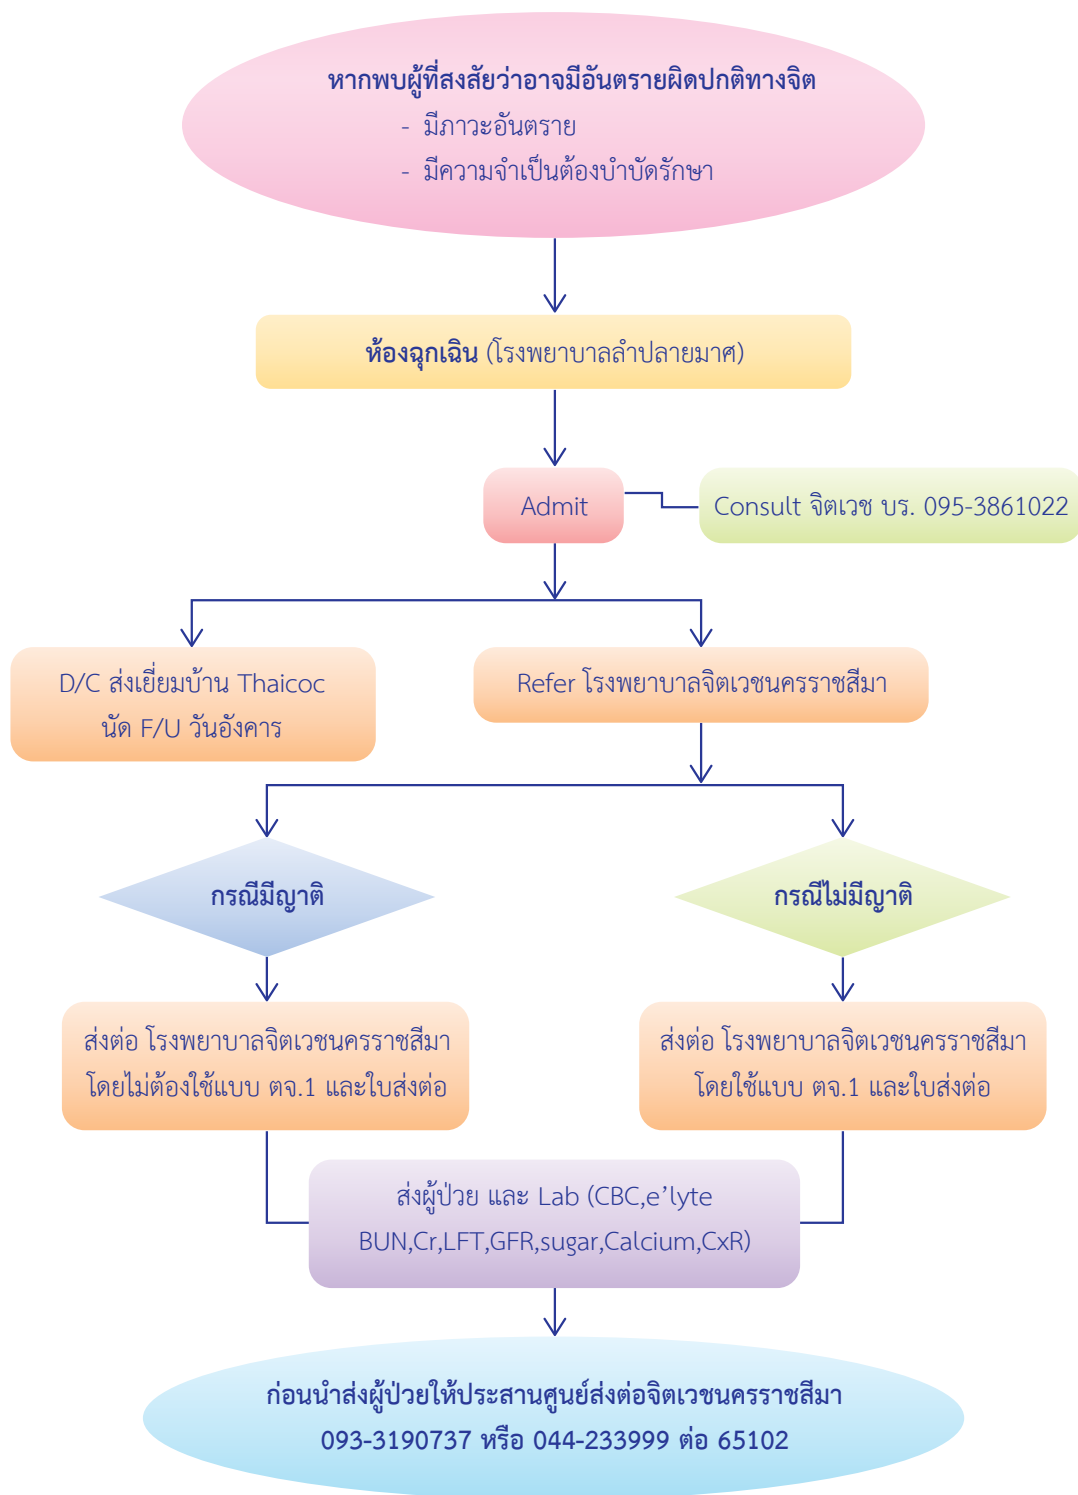 หากพบผู้ที่สงสัยว่าอาจมีอันตรายผิดปกติทางจิต
- มีภาวะอันตราย
- มีความจำเป็นต้องบำบัดรักษา
ห้องฉุกเฉิน (โรงพยาบาลลำปลายมาศ)
Admit
Consult จิตเวช บร. 095-3861022
D/C ส่งเยี่ยมบ้าน Thaicoc
นัด F/U วันอังคาร
Refer โรงพยาบาลจิตเวชนครราชสีมา
กรณีมีญาติ
กรณีไม่มีญาติ
ส่งต่อ โรงพยาบาลจิตเวชนครราชสีมา
โดยไม่ต้องใช้แบบ ตจ.1 และใบส่งต่อ
ส่งต่อ โรงพยาบาลจิตเวชนครราชสีมา
โดยใช้แบบ ตจ.1 และใบส่งต่อ
ส่งผู้ป่วย และ Lab (CBC,e’lyte
BUN,Cr,LFT,GFR,sugar,Calcium,CxR)
ก่อนนำส่งผู้ป่วยให้ประสานศูนย์ส่งต่อจิตเวชนครราชสีมา
093-3190737 หรือ 044-233999 ต่อ 65102